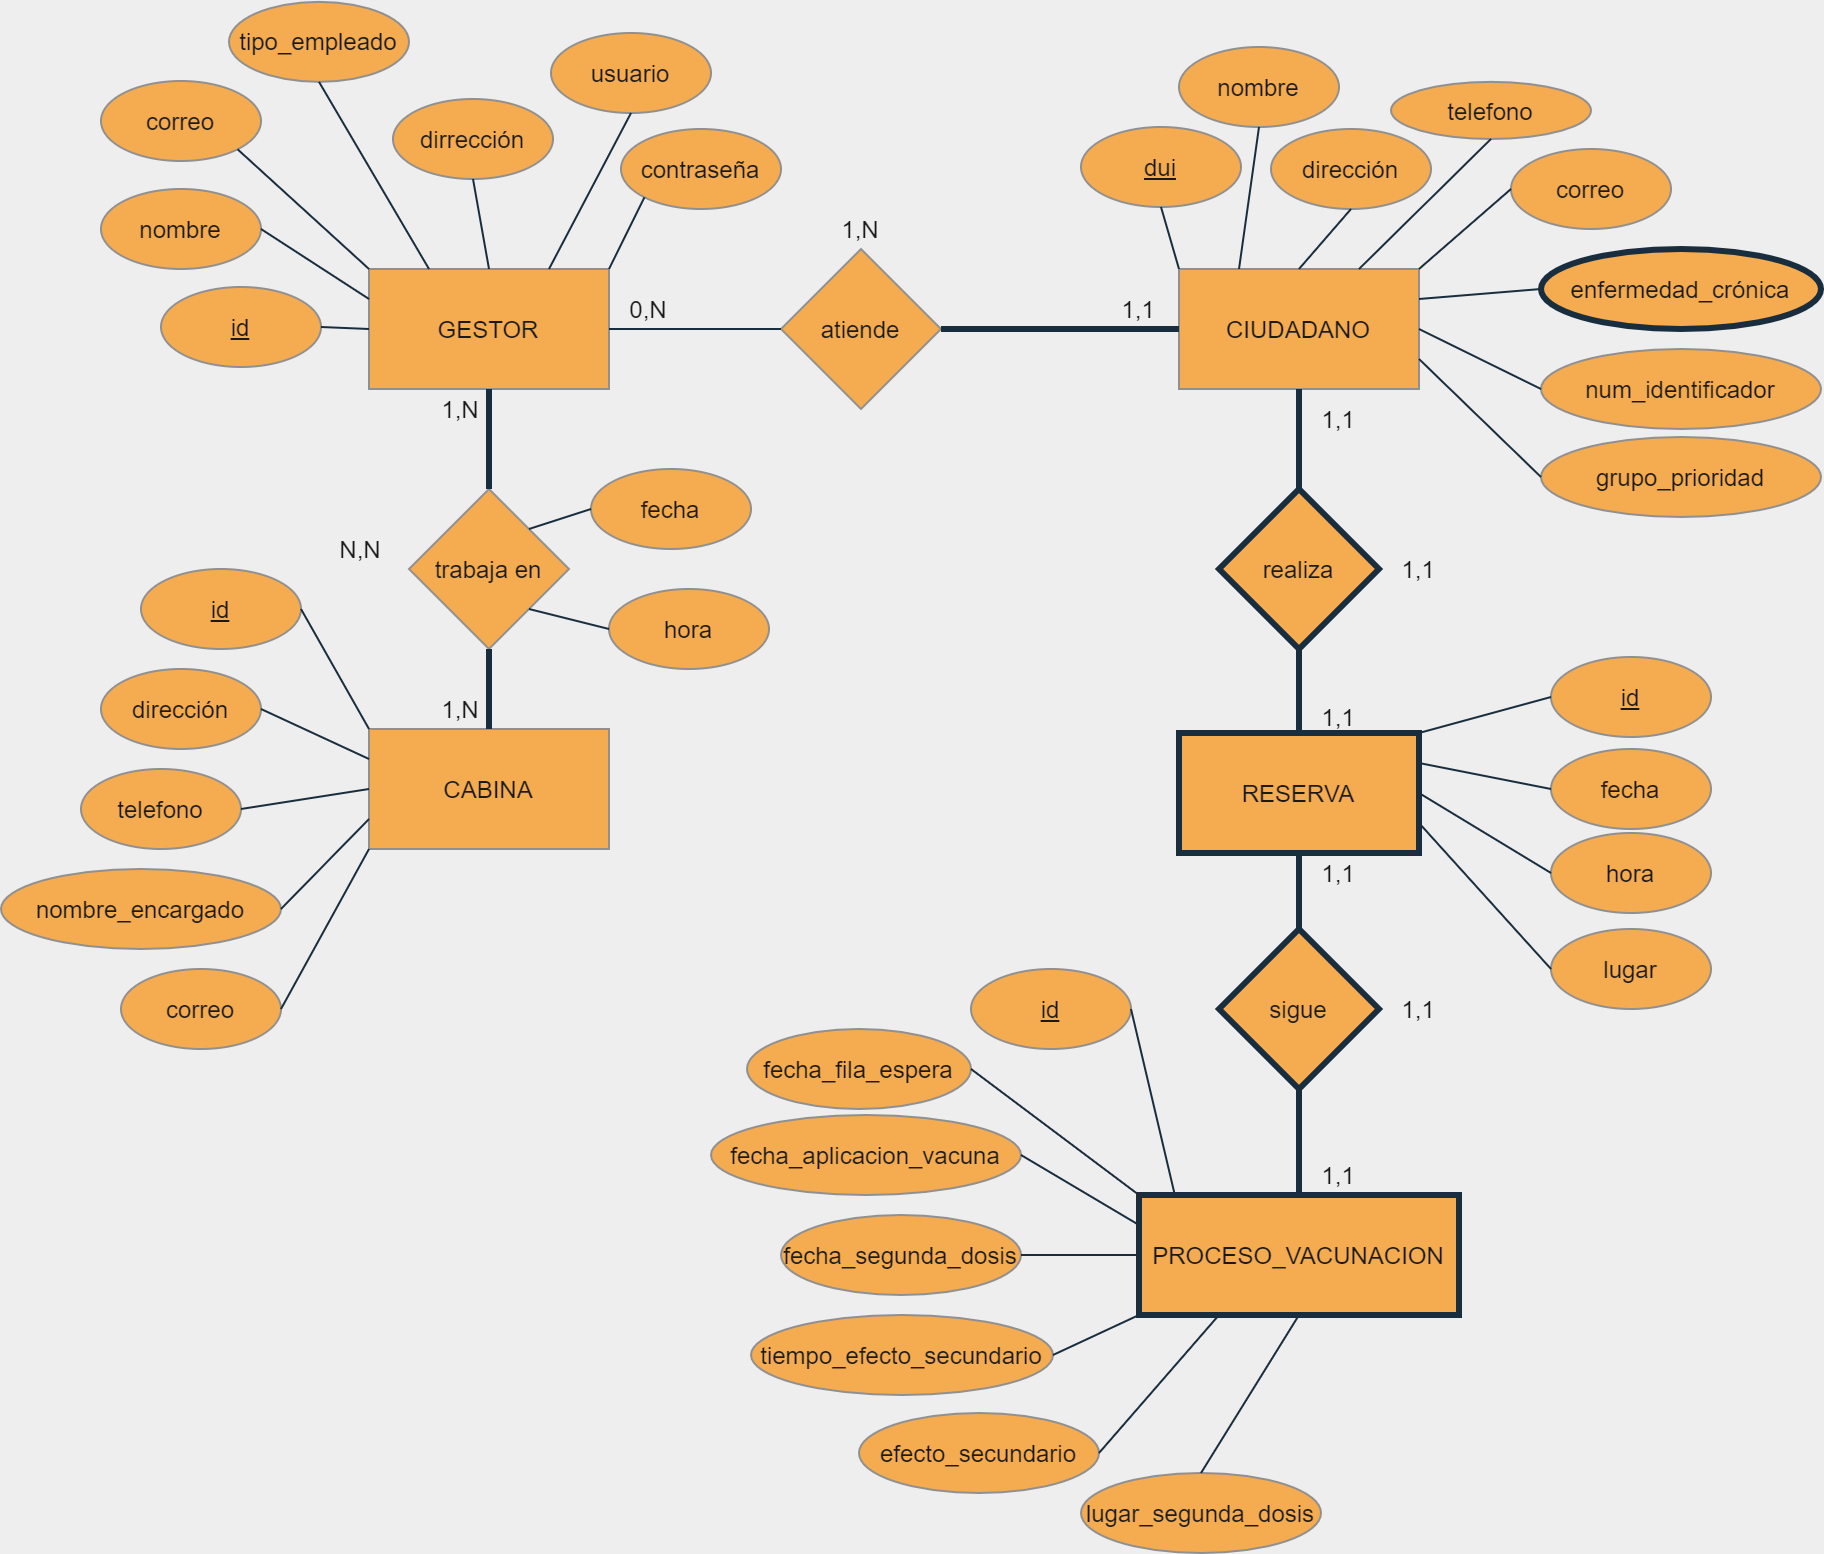 tipo_empleado
usuario
nombre
telefono
correo
dirrección
contraseña
dui
dirección
correo
nombre
1,N
id
GESTOR
0,N
atiende
1,1
CIUDADANO
enfermedad_crónica
num_identificador
grupo_prioridad
1,N
1,1
fecha
N,N
trabaja en
hora
realiza
1,1
id
dirección
telefono
nombre_encargado
correo
1,N
CABINA
1,1
RESERVA
id
fecha
hora
lugar
1,1
sigue
1,1
id
fecha_fila_espera
fecha_aplicacion_vacuna
fecha_segunda_dosis
tiempo_efecto_secundario
efecto_secundario
lugar_segunda_dosis
1,1
PROCESO_VACUNACION